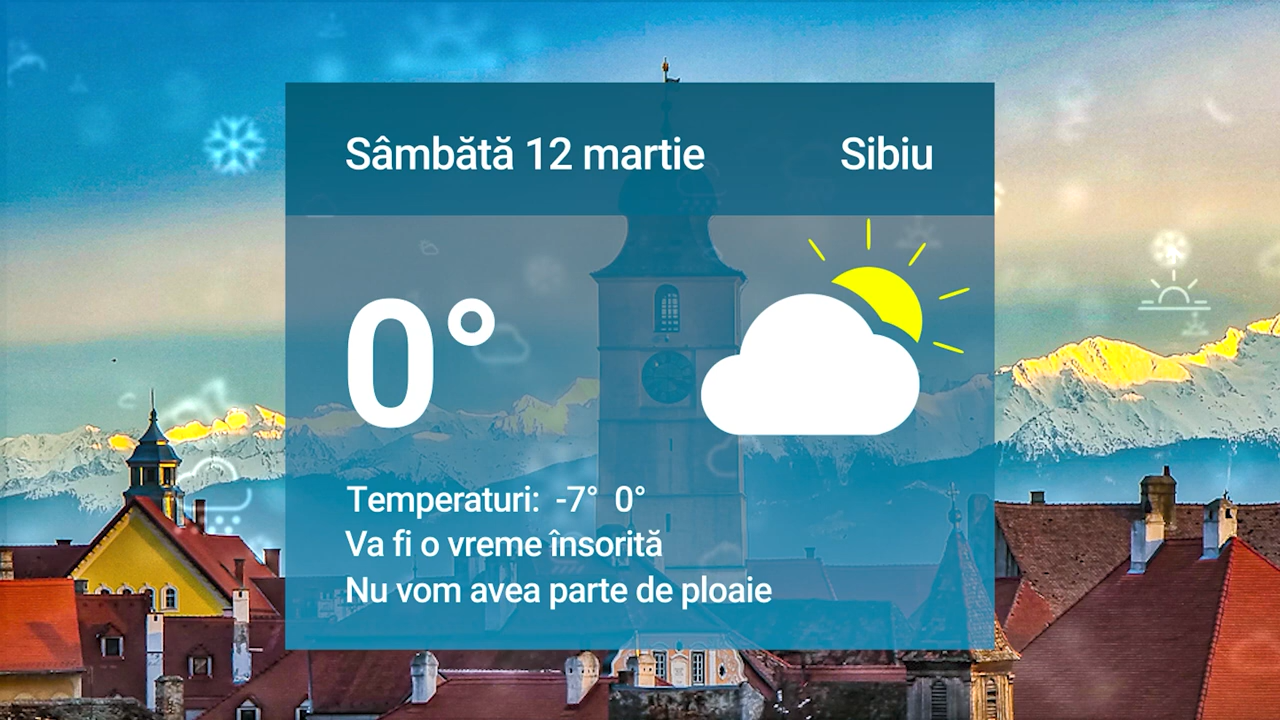 Sâmbătă 12 martie Sibiu
0°
Temperaturi: -7° 0°
Va fi o vreme însorită
Nu vom avea parte de ploaie